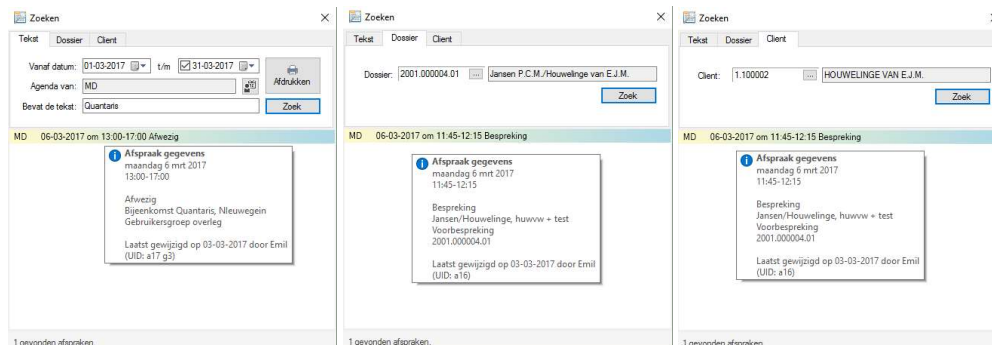 Zoeken
Tekst Dossier Client
Vanaf datum: 01-03-2017 t/m 31-03-2017
Afdrukken
Agenda van: MD
Bevat de tekst: Quantaris Zoek
MD 06-03-2017 om 13:00-17:00 Afwezig
Afspraak gegevens
maandag 6 mrt 2017
13:00-17:00
Afwezig
Bijeenkomst Quantaris, NIeuwegein
Gebruikersgroep overleg
Laatst gewijzigd op 03-03-2017 door Emil
(UID: a17 g3)
1 gevonden afspraken.
Zoeken
Tekst Dossier Client
Dossier: 2001.000004.01 ... Jansen P.C.M./Houwelinge van E.J.M.
Zoek
MD 06-03-2017 om 11:45-12:15 Bespreking
Afspraak gegevens
maandag 6 mrt 2017
11:45-12:15
Bespreking
Jansen/Houwelinge, huwvw + test
Voorbespreking
2001.000004.01
Laatst gewijzigd op 03-03-2017 door Emil
(UID: a16)
1 gevonden afspraken.
Zoeken
Tekst Dossier Client
Client: 1.100002 ... HOUWELINGE VAN E.J.M.
Zoek
MD 06-03-2017 om 11:45-12:15 Bespreking
Afspraak gegevens
maandag 6 mrt 2017
11:45-12:15
Bespreking
Jansen/Houwelinge, huwvw + test
Voorbespreking
2001.000004.01
Laatst gewijzigd op 03-03-2017 door Emil
(UID: a16)
1 gevonden afspraken.